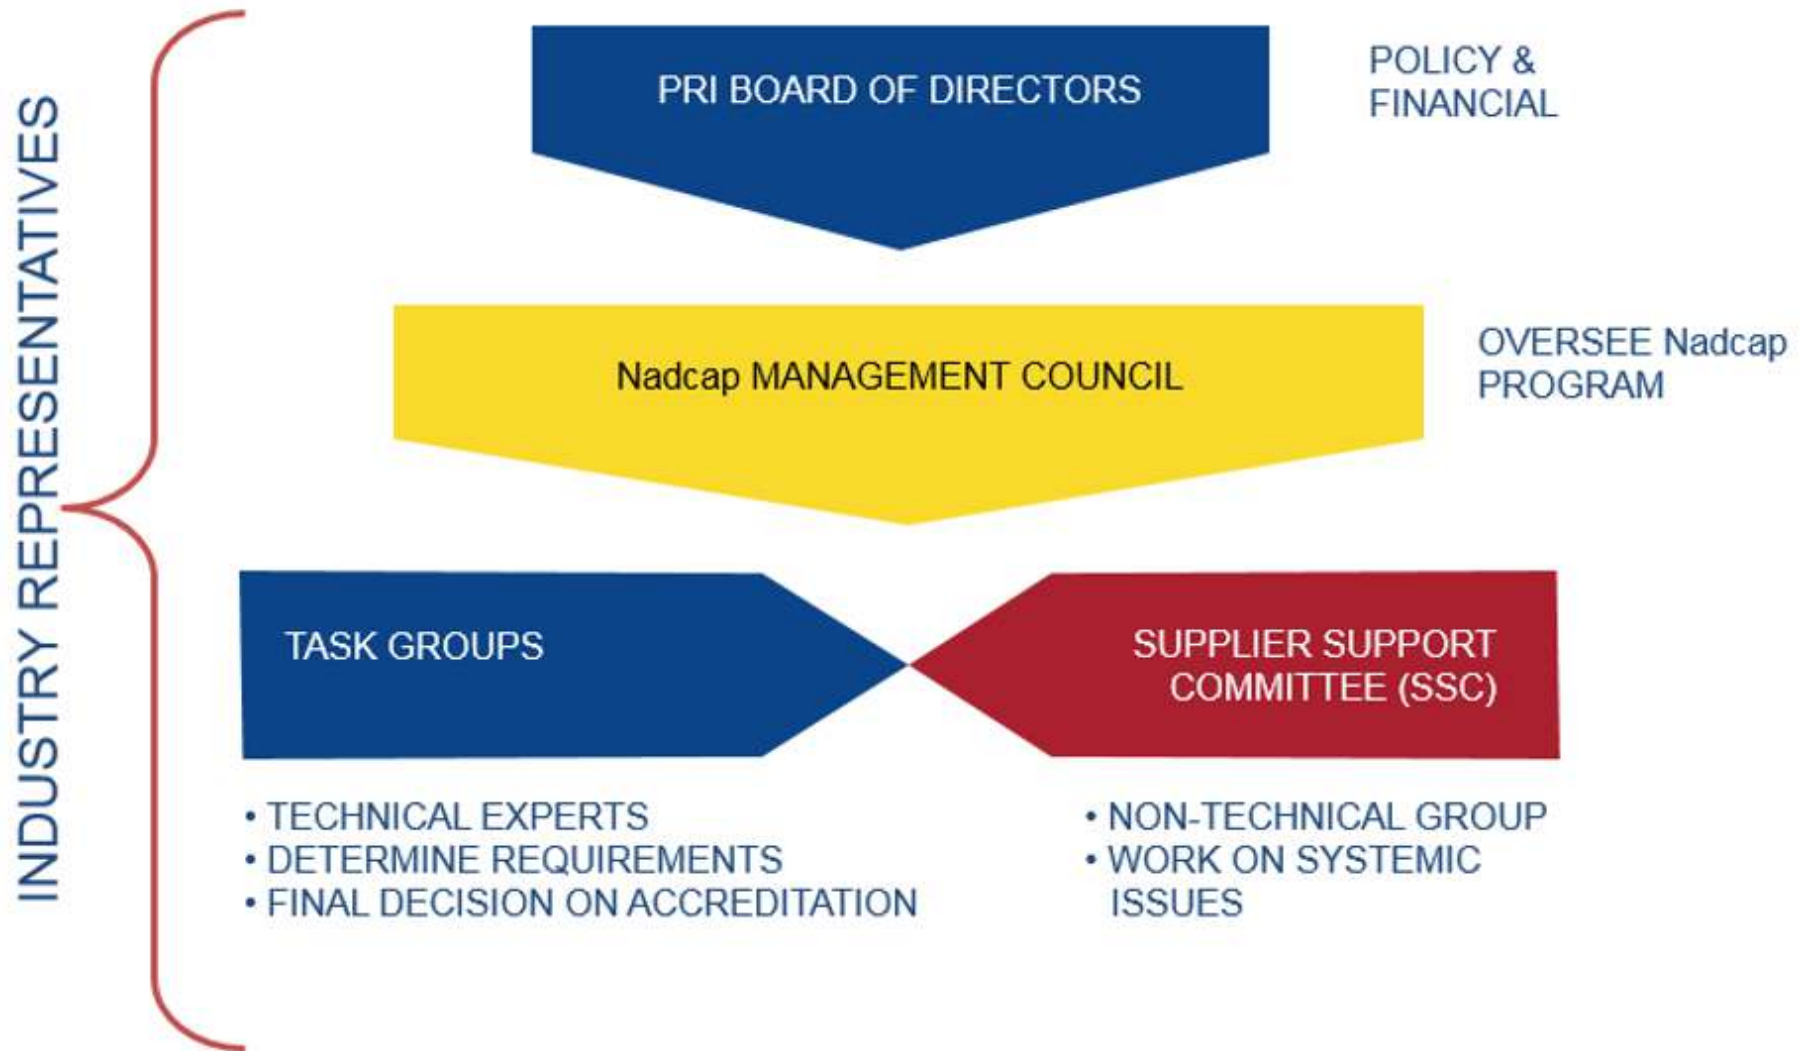 INDUSTRY REPRESENTATIVES
PRI BOARD OF DIRECTORS
POLICY &
FINANCIAL
Nadcap MANAGEMENT COUNCIL
OVERSEE Nadcap
PROGRAM
TASK GROUPS
SUPPLIER SUPPORT
COMMITTEE (SSC)
• TECHNICAL EXPERTS
• DETERMINE REQUIREMENTS
• FINAL DECISION ON ACCREDITATION
• NON-TECHNICAL GROUP
• WORK ON SYSTEMIC
ISSUES